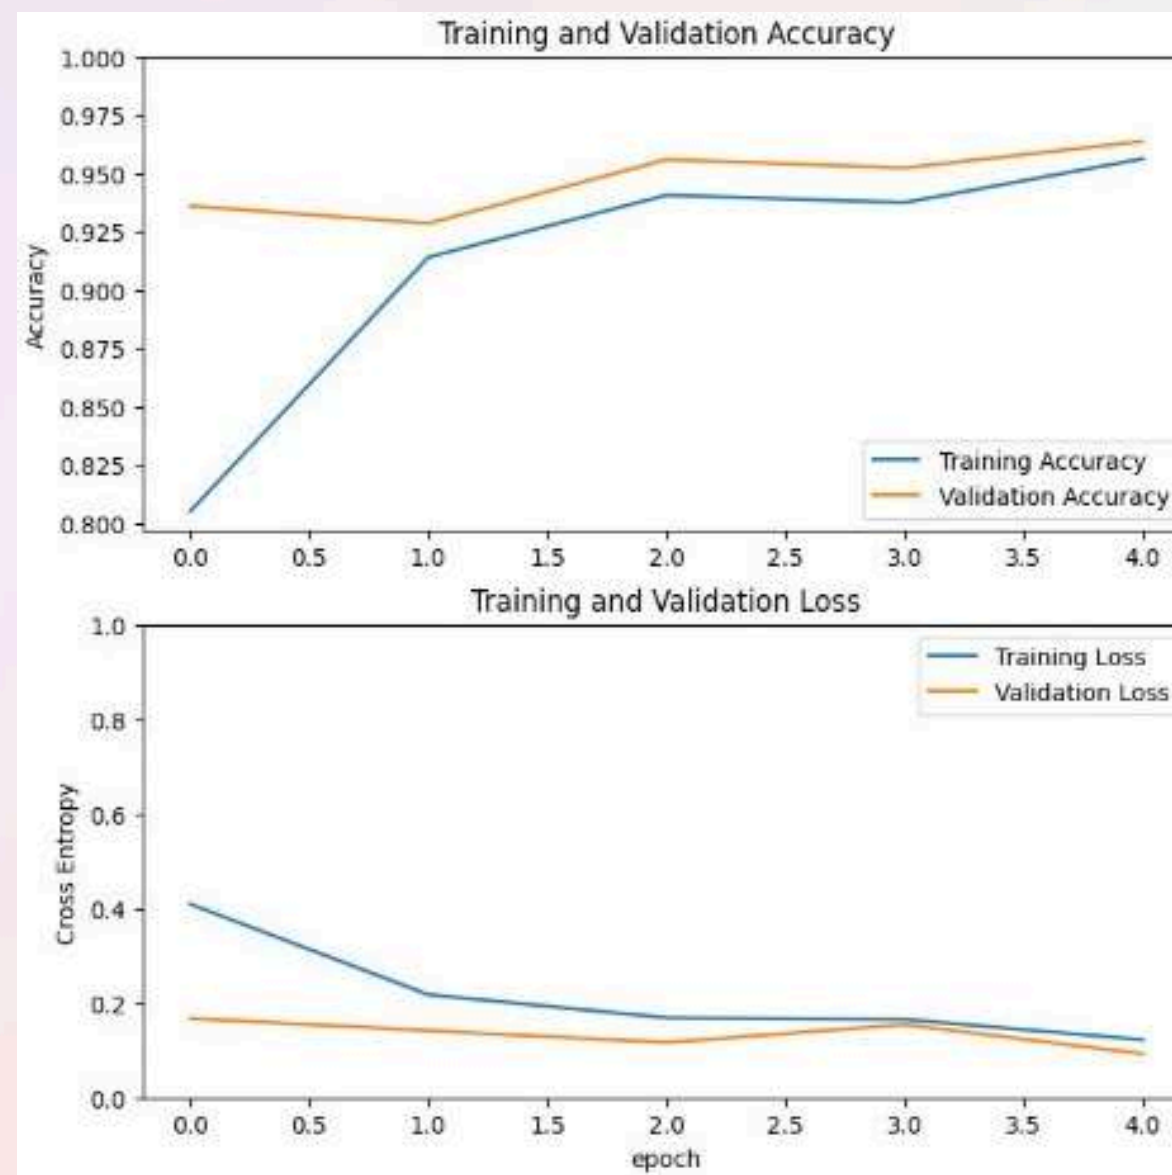 Training and Validation Accuracy
1.000
0.975
0.950
0.925
0.900
0.875
0.850
0.825
0.800
Accuracy
Training Accuracy
Validation Accuracy
0.0 0.5 1.0 1.5 2.0 2.5 3.0 3.5 4.0
Training and Validation Loss
1.0
0.8
0.6
0.4
0.2
0.0
Cross Entropy
Training Loss
Validation Loss
0.0 0.5 1.0 1.5 2.0 2.5 3.0 3.5 4.0
epoch